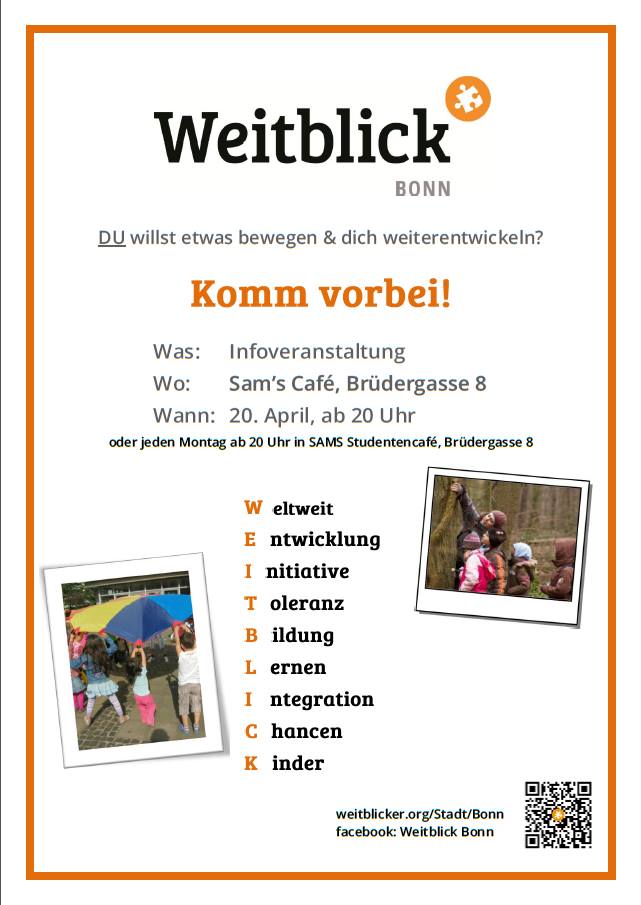 Weitblick
BONN
DU willst etwas bewegen & dich weiterentwickeln?
Komm vorbei!
Was: Infoveranstaltung
Wo: Sam's Café, Brüdergasse 8
Wann: 20. April, ab 20 Uhr
oder jeden Montag ab 20 Uhr in SAMS Studentencafé, Brüdergasse 8
W eltweit
E ntwicklung
I nitiative
T oleranz
B ildung
L ernen
I ntegration
C hancen
K inder
weitblicker.org/Stadt/Bonn
facebook: Weitblick Bonn